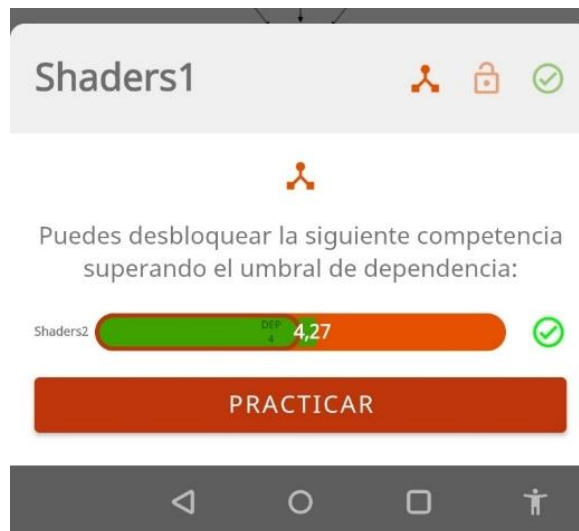 Shaders1
Puedes desbloquear la siguiente competencia
superando el umbral de dependencia:
Shaders2
DEP
4
4,27
PRACTICAR